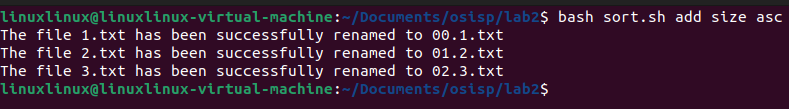 linuxlinux@linuxlinux-virtual-machine:~/Documents/osisp/lab2$ bash sort.sh add size asc
The file 1.txt has been successfully renamed to 00.1.txt
The file 2.txt has been successfully renamed to 01.2.txt
The file 3.txt has been successfully renamed to 02.3.txt
linuxlinux@linuxlinux-virtual-machine:~/Documents/osisp/lab2$